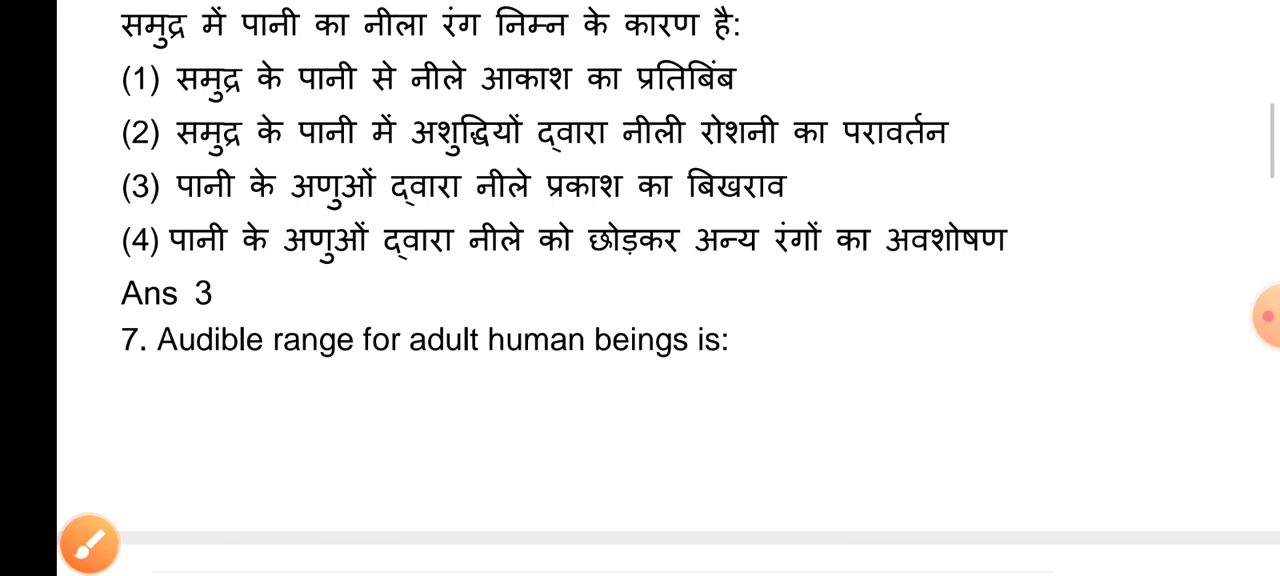 समुद्र में पानी का नीला रंग निम्न के कारण है:
(1) समुद्र के पानी से नीले आकाश का प्रतिबिंब
(2) समुद्र के पानी में अशुद्धियों द्वारा नीली रोशनी का परावर्तन
(3) पानी के अणुओं द्वारा नीले प्रकाश का बिखराव
(4) पानी के अणुओं द्वारा नीले को छोड़कर अन्य रंगों का अवशोषण
Ans 3
7. Audible range for adult human beings is: